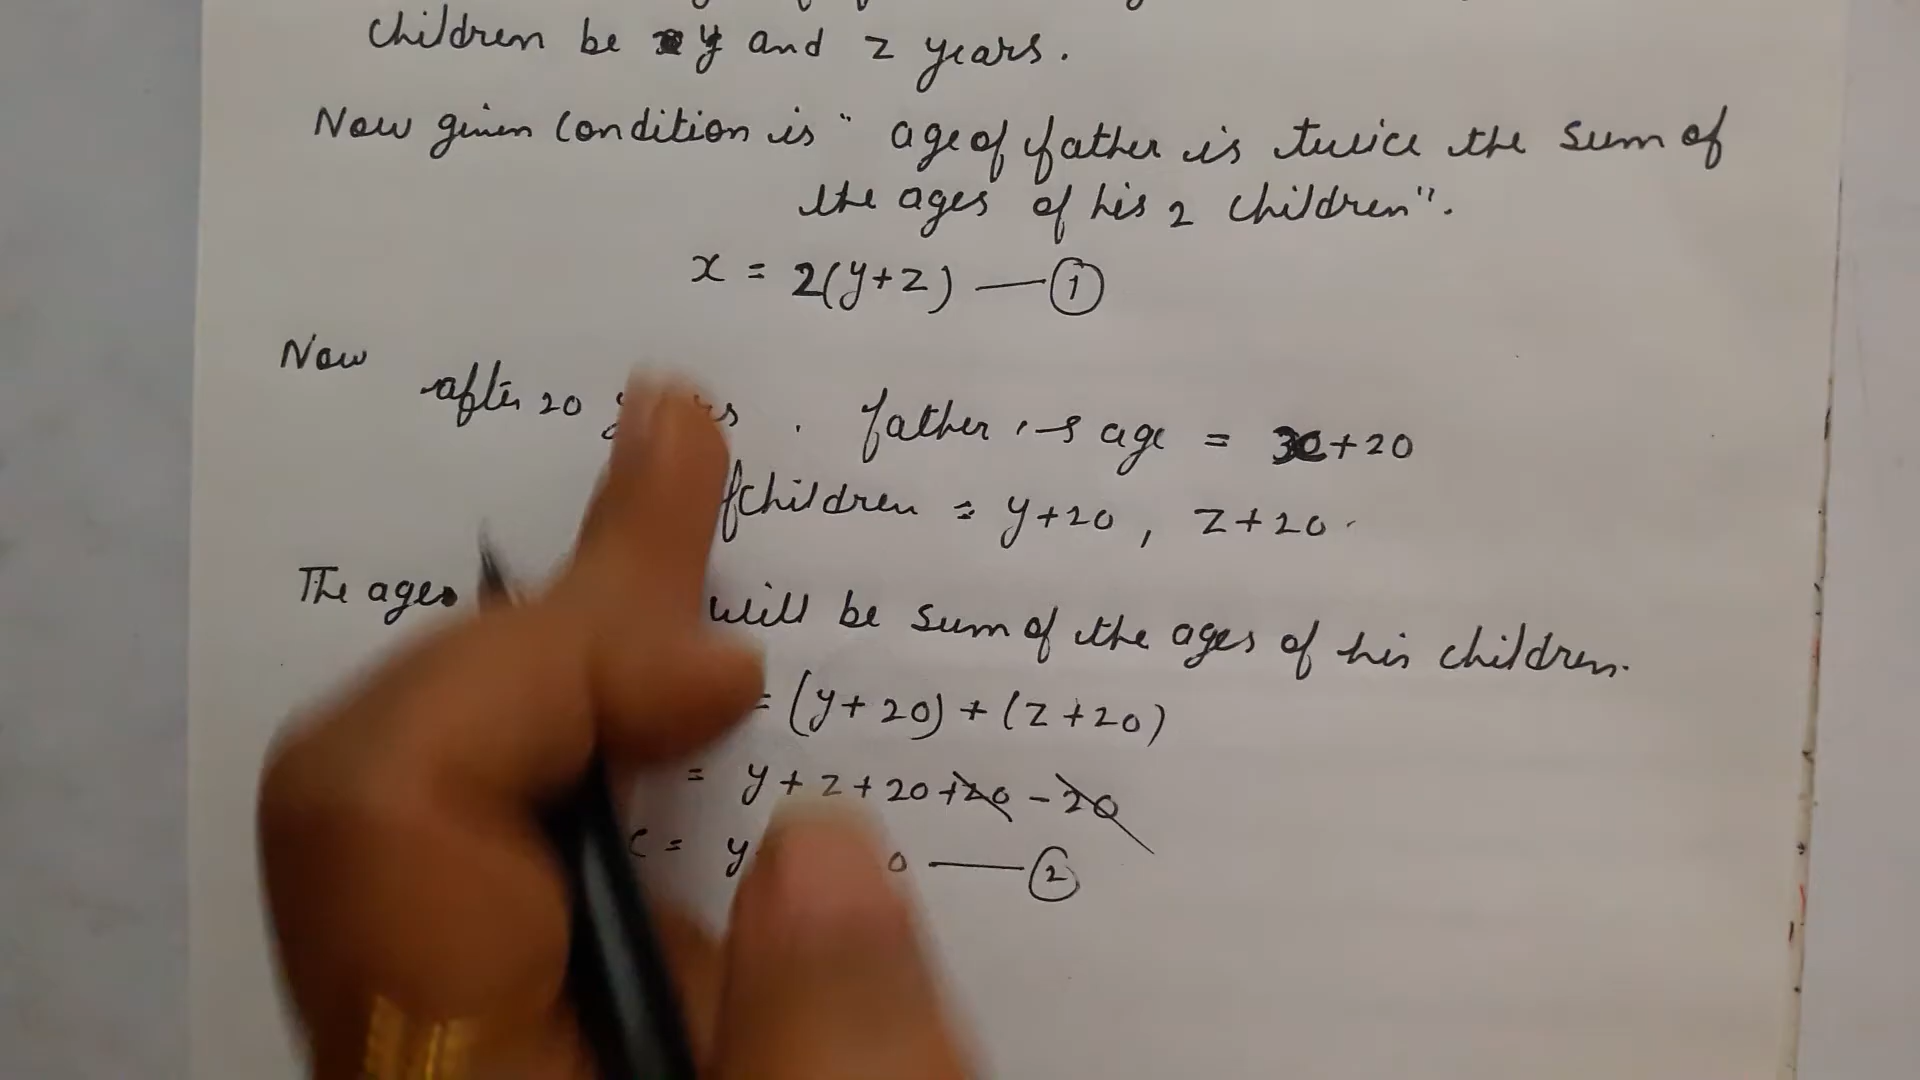 children be y and z years.
Now given condition is " age of father is twice the sum of
the ages of his 2 children".
x = 2(y+z) — 1
Now
after 20 . father's age = x+20
children = y+20, z+20.
The ages will be sum of the ages of his children.
= (y+20) + (z+20)
= y + z + 20 +20 - 20
= y — 2